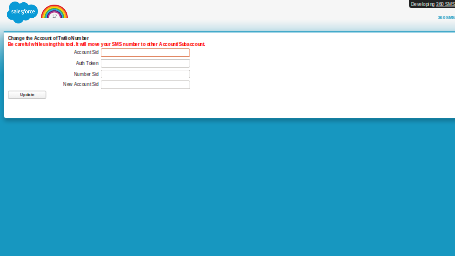 salesforce
Developing 360 SMS
360 SMS
Change the Account of Twilio Number
Be careful while using this tool. It will move your SMS number to other Account/Subaccount.
Account Sid
Auth Token
Number Sid
New Account Sid
Update